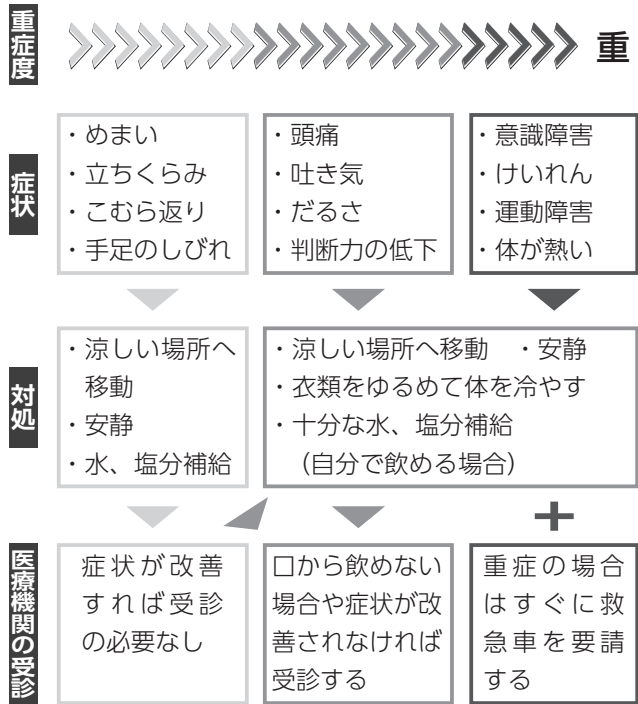 重症度
重
症状
・めまい
・立ちくらみ
・こむら返り
・手足のしびれ
・頭痛
・吐き気
・だるさ
・判断力の低下
・意識障害
・けいれん
・運動障害
・体が熱い
対処
・涼しい場所へ
移動
・安静
・水、塩分補給
・涼しい場所へ移動　・安静
・衣類をゆるめて体を冷やす
・十分な水、塩分補給
（自分で飲める場合）
＋
医療機関の受診
症状が改善
すれば受診
の必要なし
口から飲めない
場合や症状が改
善されなければ
受診する
重症の場合
はすぐに救
急車を要請
する